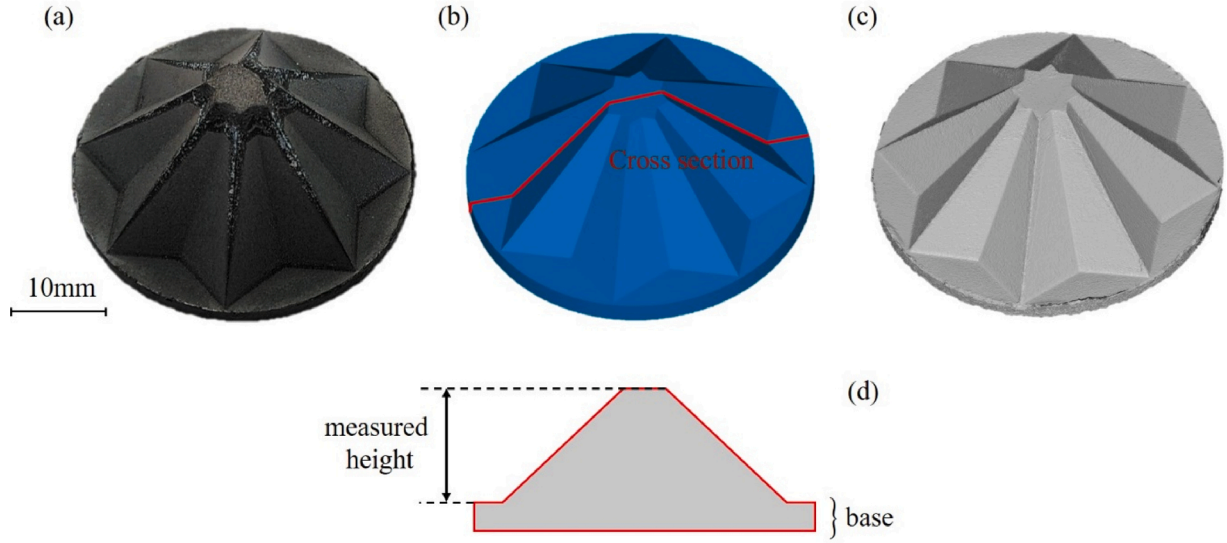 (a)
(b)
(c)
Cross section
10mm
(d)
measured
height
} base